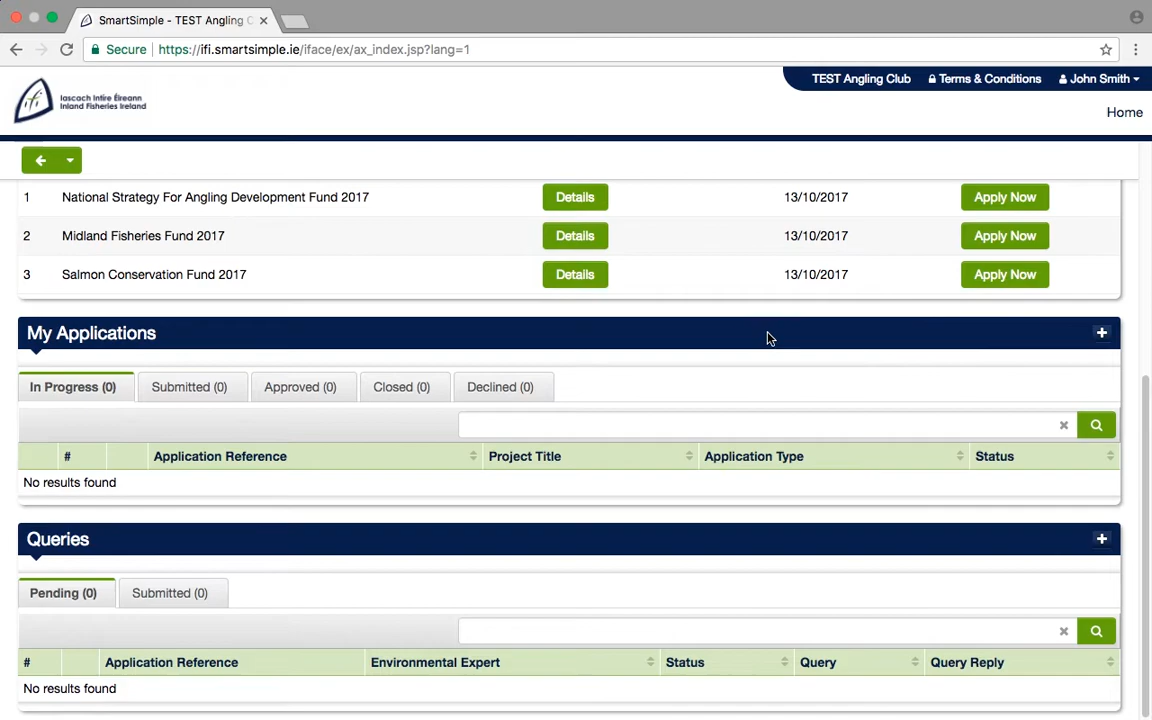 SmartSimple - TEST Angling C
Secure https://ifi.smartsimple.ie/iface/ex/ax_index.jsp?lang=1
TEST Angling Club Terms & Conditions John Smith
ifi
Iascach Intíre Éireann
Inland Fisheries Ireland
Home
1 National Strategy For Angling Development Fund 2017 Details 13/10/2017 Apply Now
2 Midland Fisheries Fund 2017 Details 13/10/2017 Apply Now
3 Salmon Conservation Fund 2017 Details 13/10/2017 Apply Now
My Applications
In Progress (0) Submitted (0) Approved (0) Closed (0) Declined (0)
# Application Reference Project Title Application Type Status
No results found
Queries
Pending (0) Submitted (0)
# Application Reference Environmental Expert Status Query Query Reply
No results found